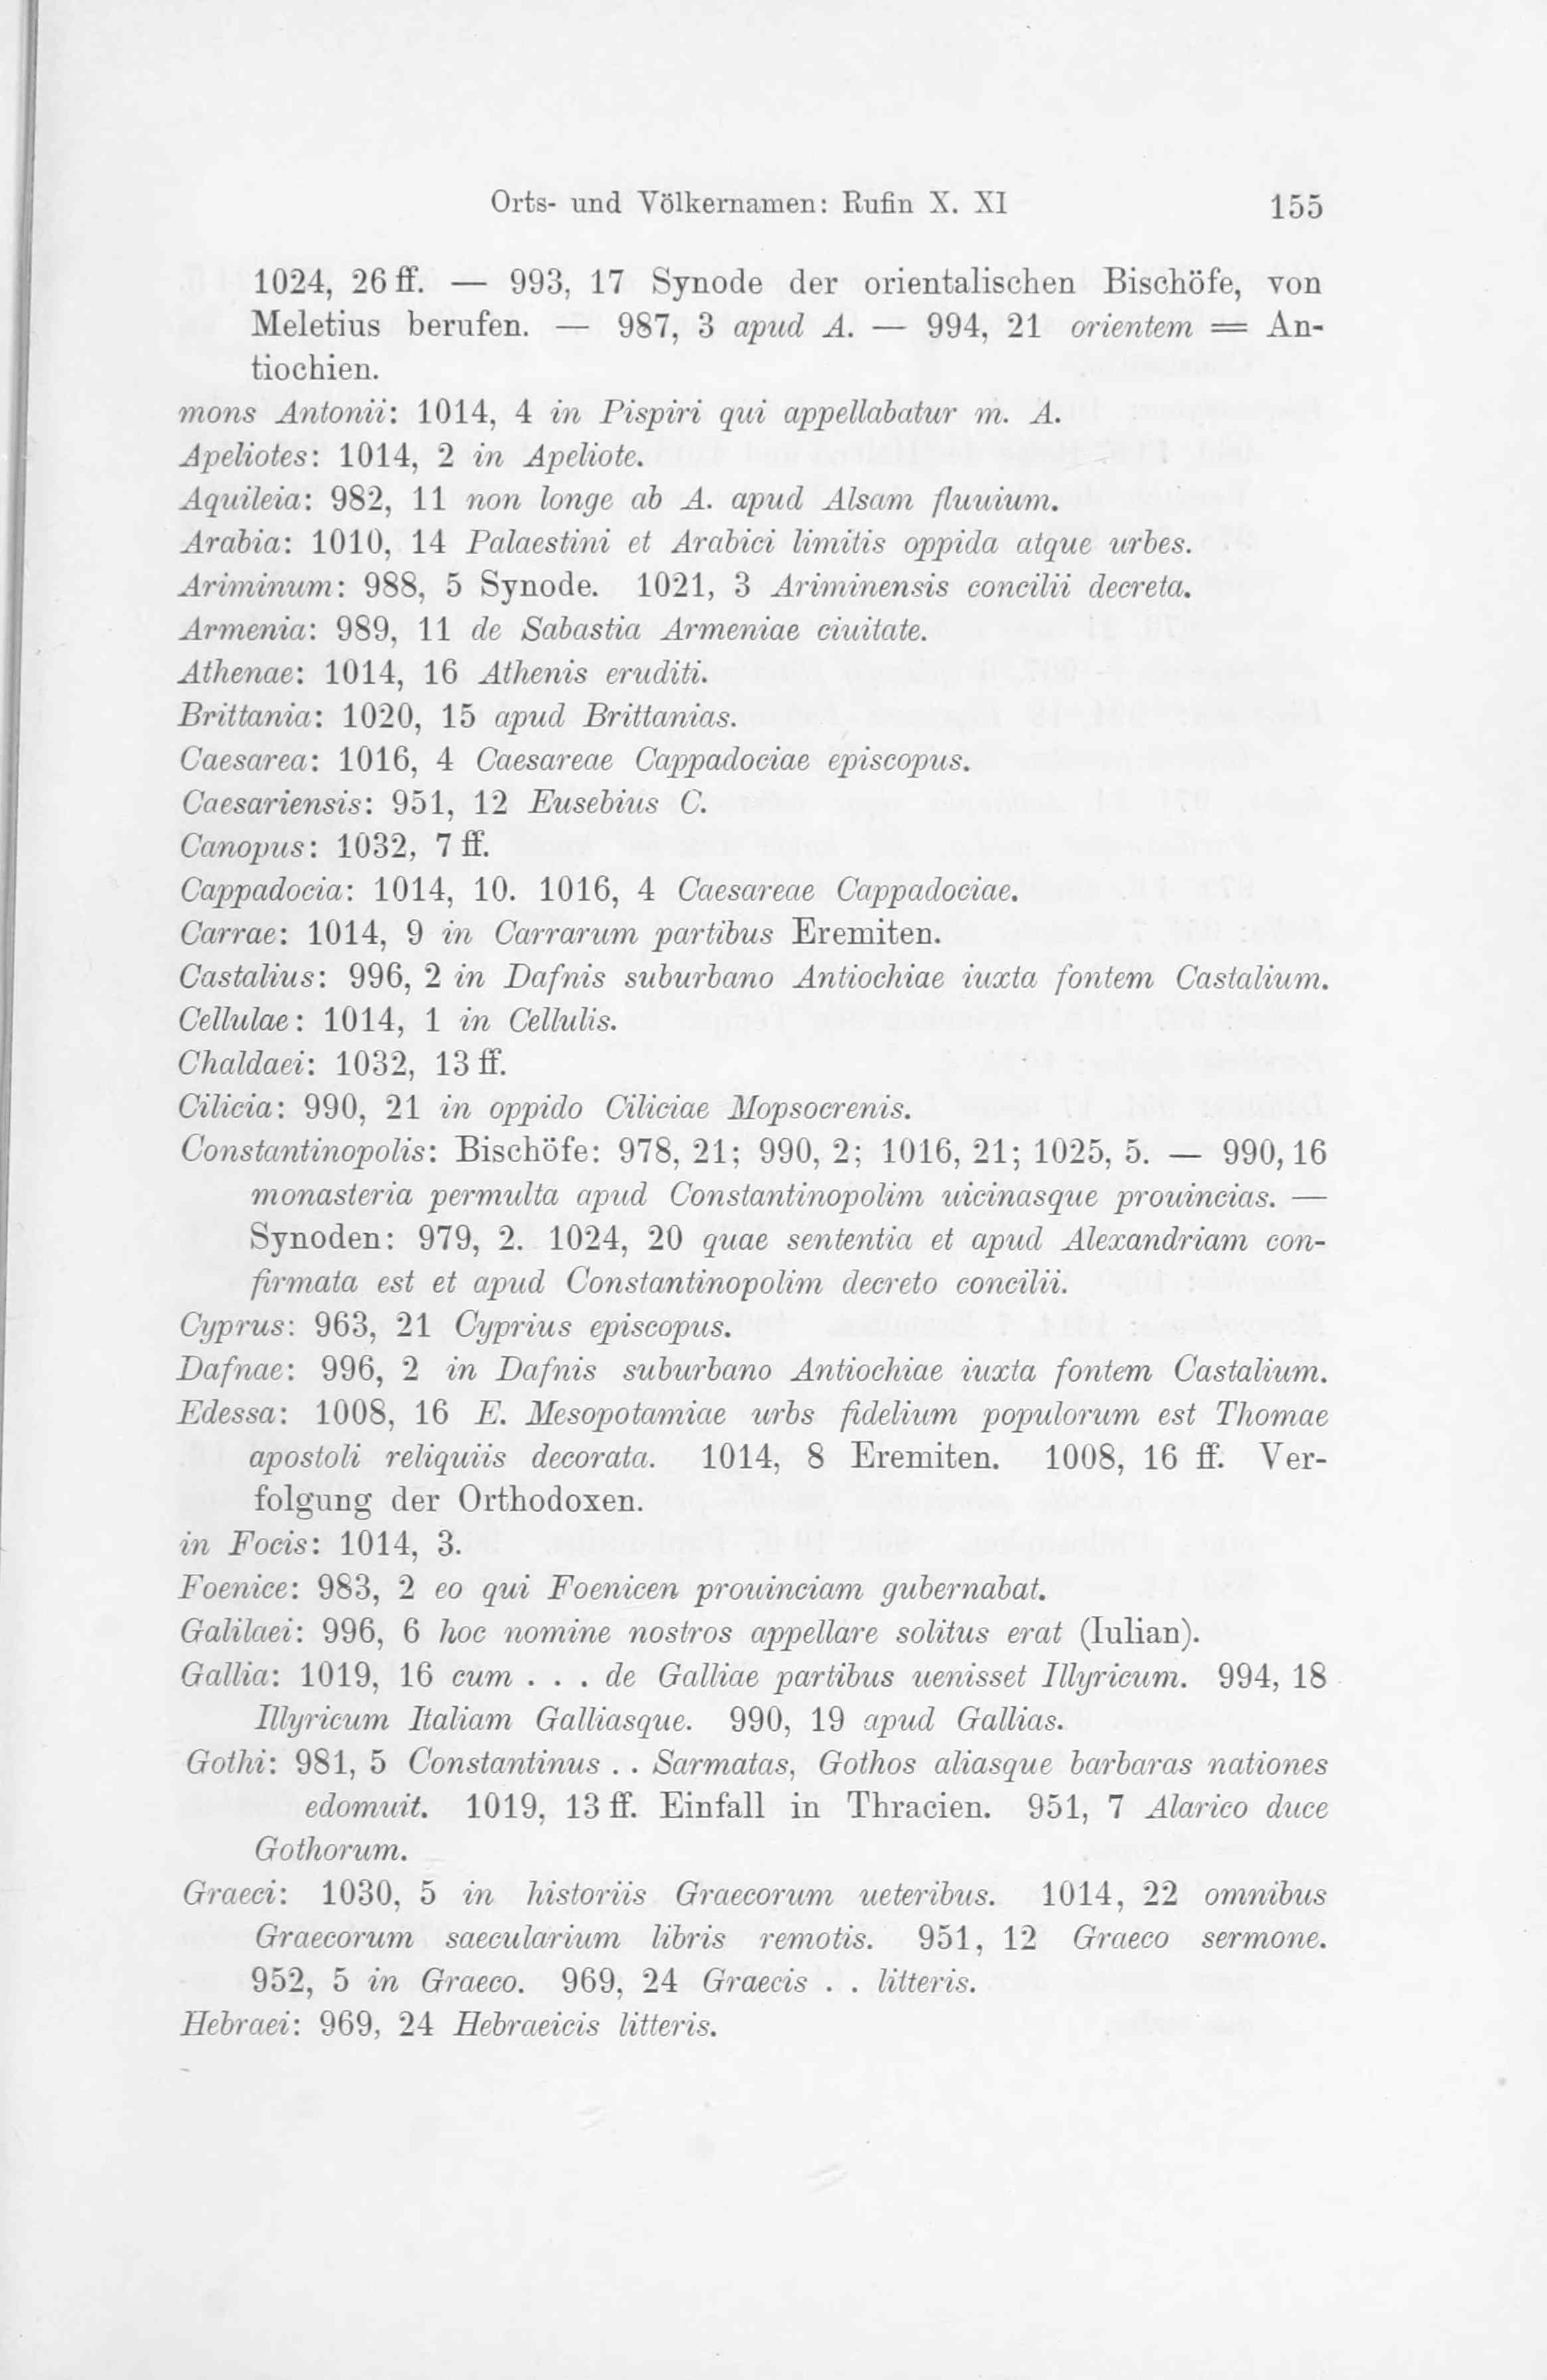 Orts- und Völkernamen: Rufin X. XI 155
1024, 26 ff. — 993, 17 Synode der orientalischen Bischöfe, von
Meletius berufen. — 987, 3 apud A. — 994, 21 orientem = An-
tiochien.
mons Antonii: 1014, 4 in Pispiri qui appellabatur m. A.
Apeliotes: 1014, 2 in Apeliote.
Aquileia: 982, 11 non longe ab A. apud Alsam fluuium.
Arabia: 1010, 14 Palaestini et Arabici limitis oppida atque urbes.
Ariminum: 988, 5 Synode. 1021, 3 Ariminensis concilii decreta.
Armenia: 989, 11 de Sabastia Armeniae ciuitate.
Athenae: 1014, 16 Athenis eruditi.
Brittania: 1020, 15 apud Brittanias.
Caesarea: 1016, 4 Caesareae Cappadociae episcopus.
Caesariensis: 951, 12 Eusebius C.
Canopus: 1032, 7 ff.
Cappadocia: 1014, 10. 1016, 4 Caesareae Cappadociae.
Carrae: 1014, 9 in Carrarum partibus Eremiten.
Castalius: 996, 2 in Dafnis suburbano Antiochiae iuxta fontem Castalium.
Cellulae: 1014, 1 in Cellulis.
Chaldaei: 1032, 13 ff.
Cilicia: 990, 21 in oppido Ciliciae Mopsocrenis.
Constantinopolis: Bischöfe: 978, 21; 990, 2; 1016, 21; 1025, 5. — 990, 16
monasteria permulta apud Constantinopolim uicinasque prouincias. —
Synoden: 979, 2. 1024, 20 quae sententia et apud Alexandriam con-
firmata est et apud Constantinopolim decreto concilii.
Cyprus: 963, 21 Cyprius episcopus.
Dafnae: 996, 2 in Dafnis suburbano Antiochiae iuxta fontem Castalium.
Edessa: 1008, 16 E. Mesopotamiae urbs fidelium populorum est Thomae
apostoli reliquiis decorata. 1014, 8 Eremiten. 1008, 16 ff. Ver-
folgung der Orthodoxen.
in Focis: 1014, 3.
Foenice: 983, 2 eo qui Foenicen prouinciam gubernabat.
Galilaei: 996, 6 hoc nomine nostros appellare solitus erat (Iulian).
Gallia: 1019, 16 cum . . . de Galliae partibus uenisset Illyricum. 994, 18
Illyricum Italiam Galliasque. 990, 19 apud Gallias.
Gothi: 981, 5 Constantinus . . Sarmatas, Gothos aliasque barbaras nationes
edomuit. 1019, 13 ff. Einfall in Thracien. 951, 7 Alarico duce
Gothorum.
Graeci: 1030, 5 in historiis Graecorum ueteribus. 1014, 22 omnibus
Graecorum saecularium libris remotis. 951, 12 Graeco sermone.
952, 5 in Graeco. 969, 24 Graecis . . litteris.
Hebraei: 969, 24 Hebraeicis litteris.